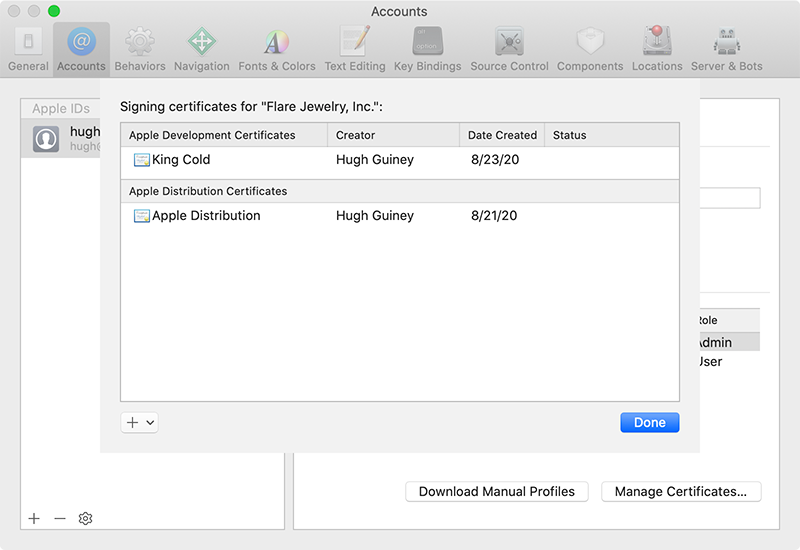 Accounts
General Accounts Behaviors Navigation Fonts & Colors Text Editing Key Bindings Source Control Components Locations Server & Bots
Apple IDs
hugh
hugh@
Signing certificates for "Flare Jewelry, Inc.":
Apple Development Certificates Creator Date Created Status
King Cold Hugh Guiney 8/23/20
Apple Distribution Certificates
Apple Distribution Hugh Guiney 8/21/20
Role
Admin
User
Done
Download Manual Profiles Manage Certificates...